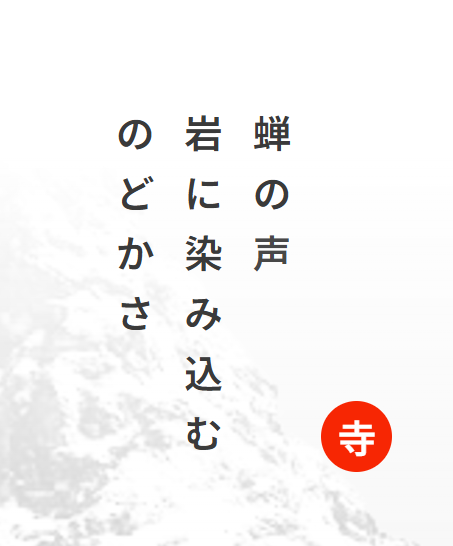 蝉の声
岩に染み込む
のどかさ
寺